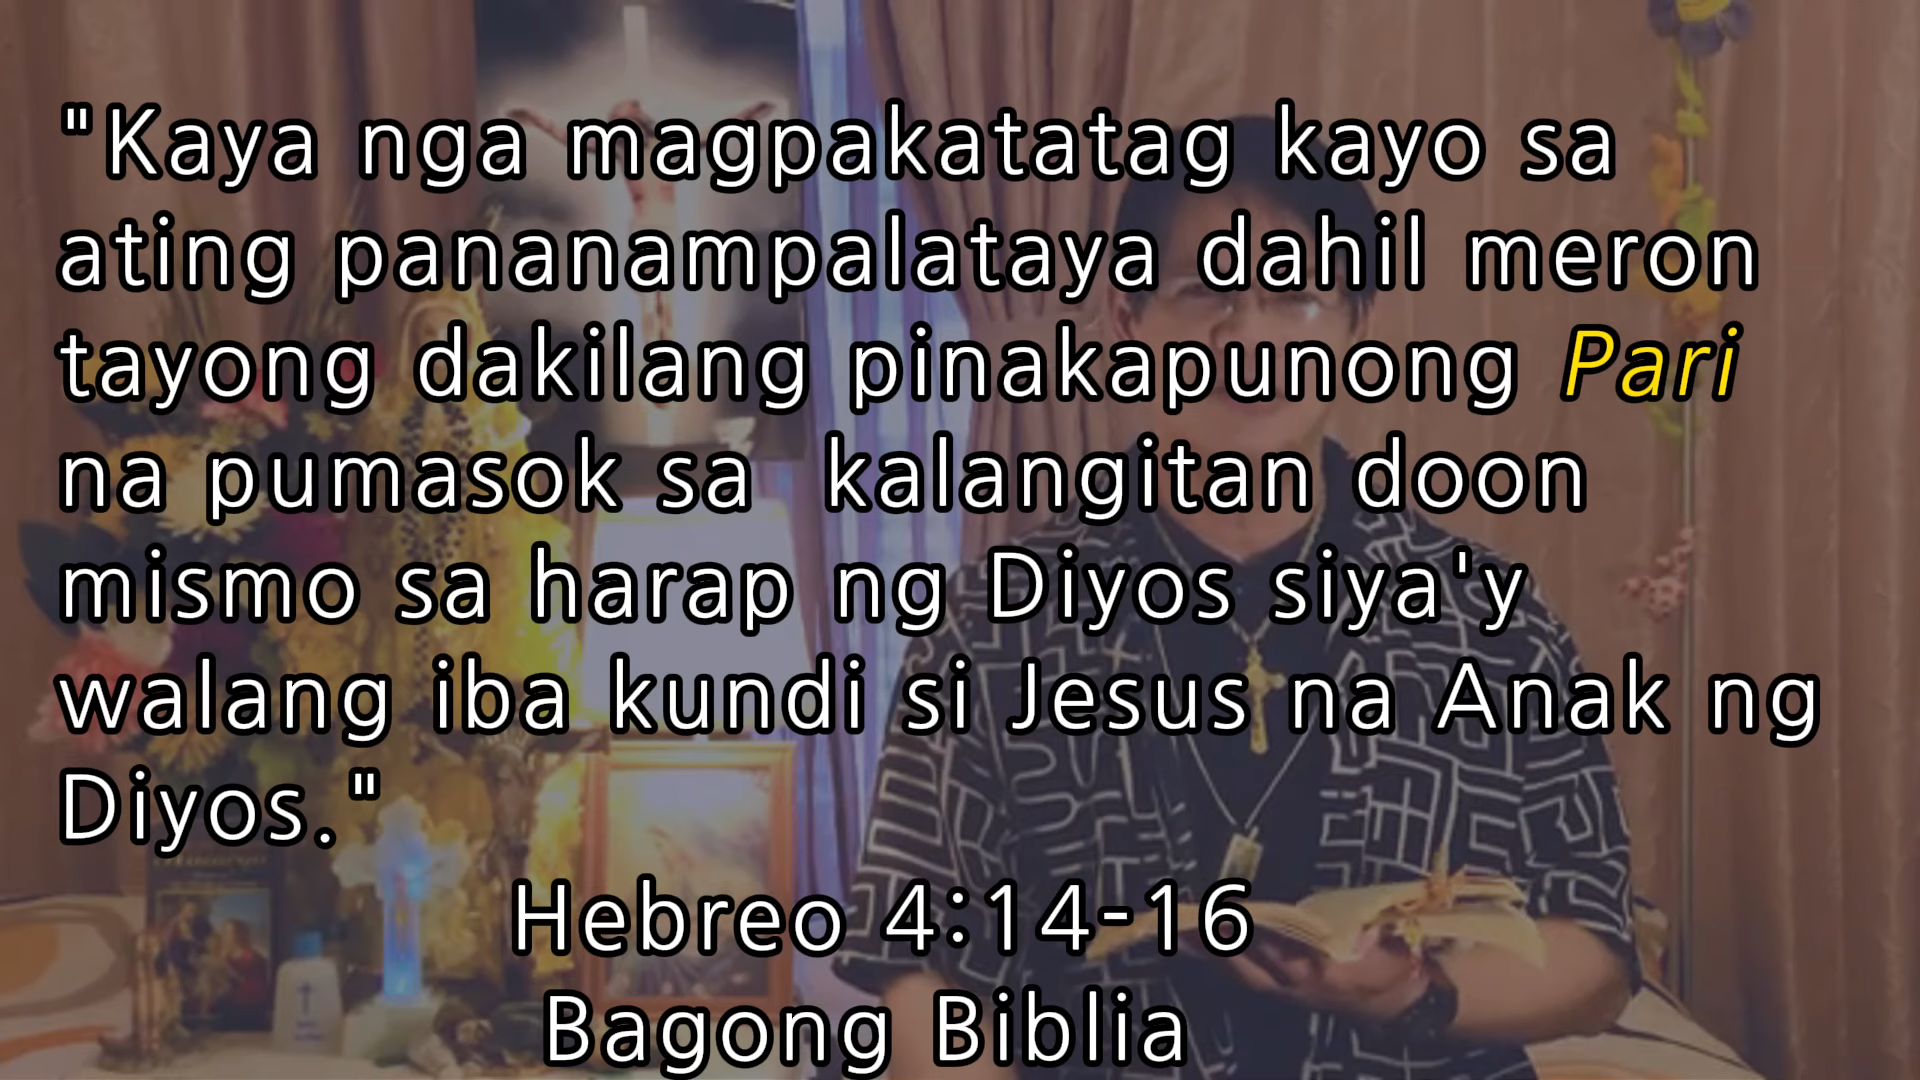 "Kaya nga magpakatatag kayo sa
ating pananampalataya dahil meron
tayong dakilang pinakapunong Pari
na pumasok sa  kalangitan doon
mismo sa harap ng Diyos siya'y
walang iba kundi si Jesus na Anak ng
Diyos."
Hebreo 4:14-16
Bagong Biblia